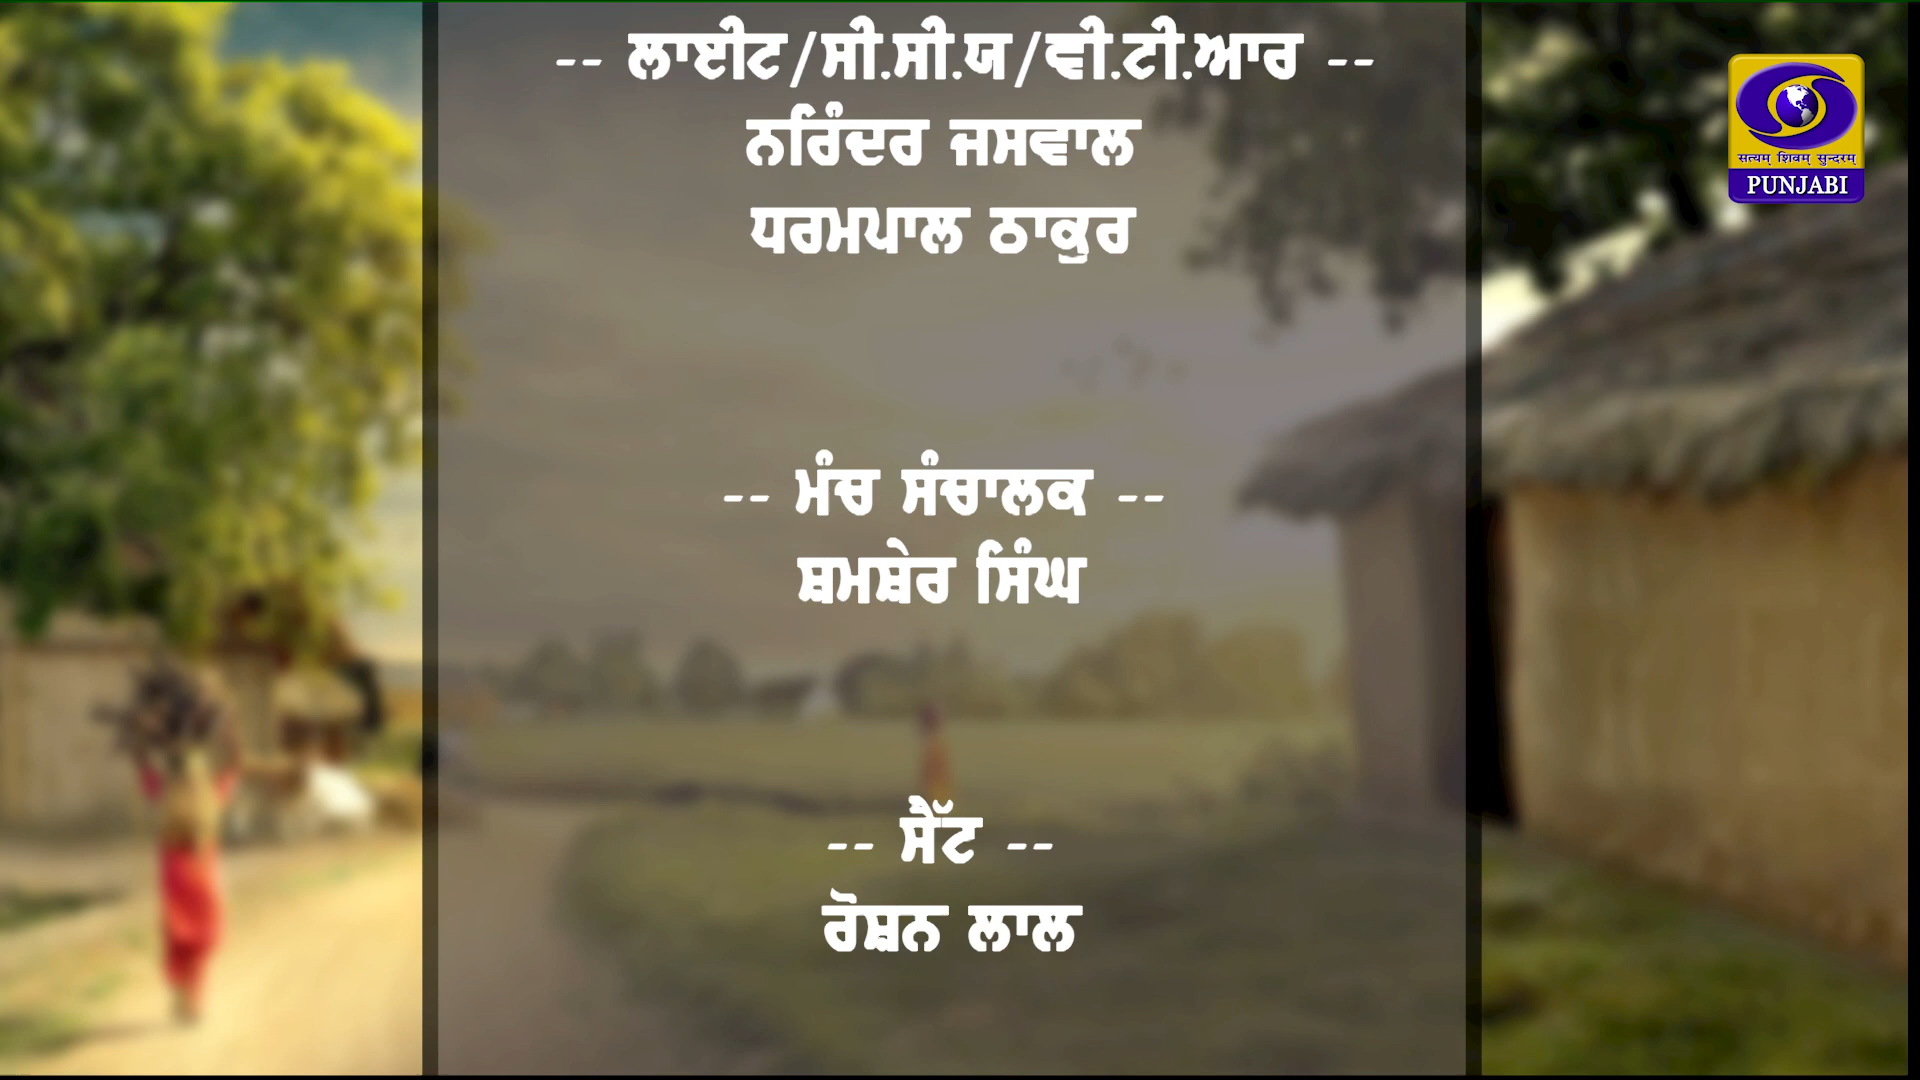 -- ਲਾਈਟ/ਸੀ.ਸੀ.ਯ/ਵੀ.ਟੀ.ਆਰ --
ਨਰਿੰਦਰ ਜਸਵਾਲ
ਧਰਮਪਾਲ ਠਾਕੁਰ
सत्यम् शिवम् सुन्दरम्
PUNJABI
-- ਮੰਚ ਸੰਚਾਲਕ --
ਸ਼ਮਸ਼ੇਰ ਸਿੰਘ
-- ਸੈੱਟ --
ਰੋਸ਼ਨ ਲਾਲ